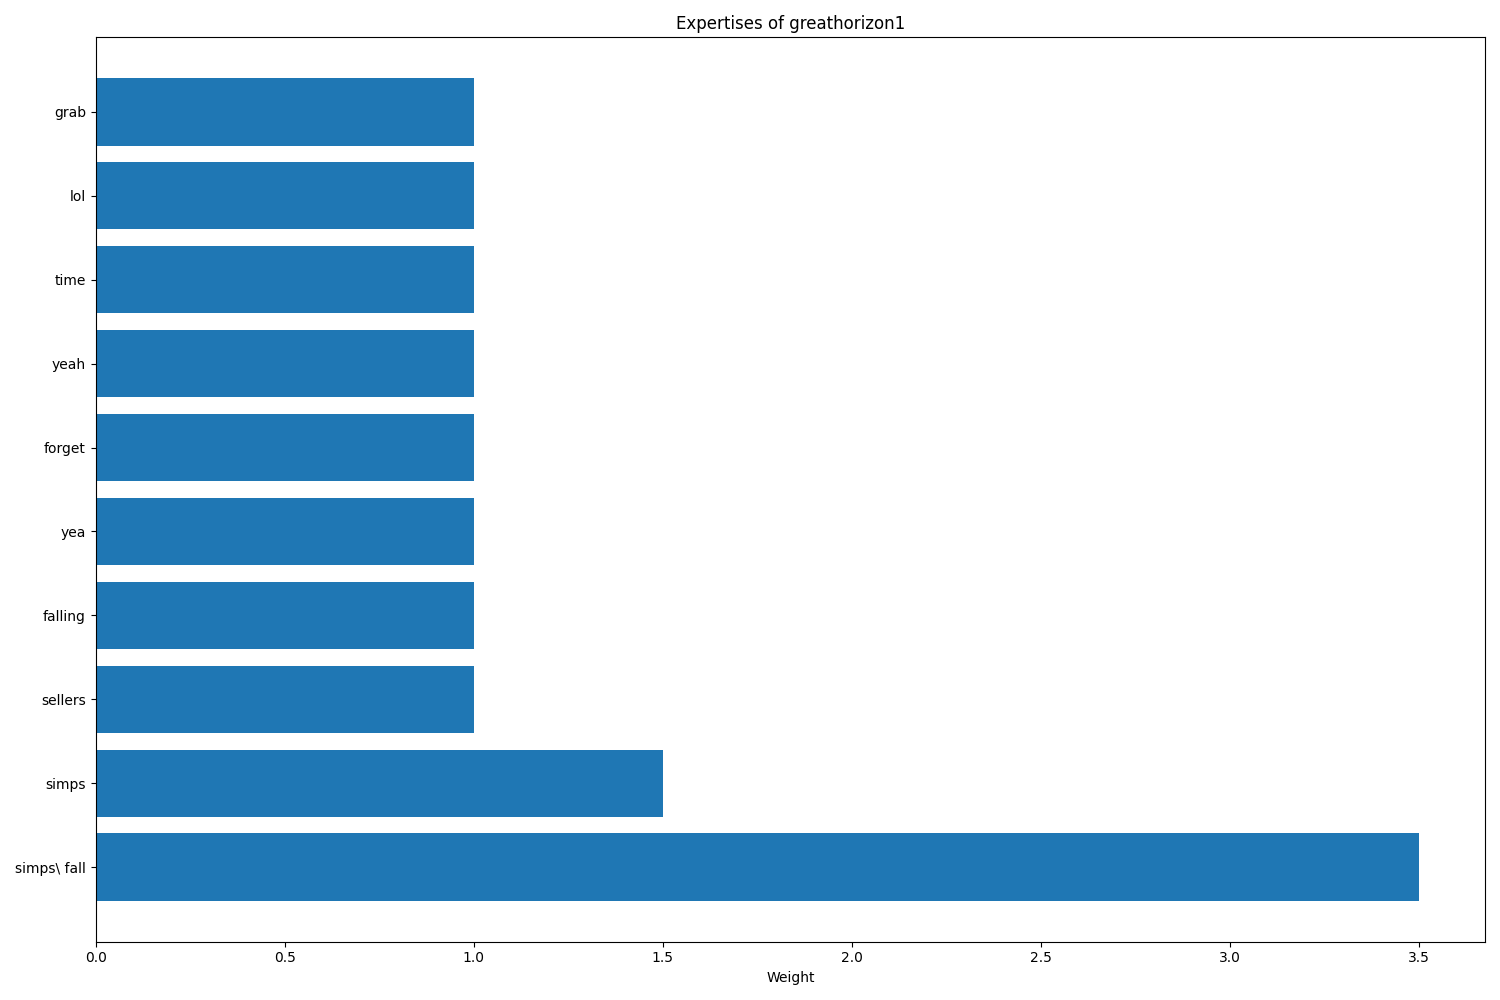 Expertises of greathorizon1
grab
lol
time
yeah
forget
yea
falling
sellers
simps
simps\ fall
0.0 0.5 1.0 1.5 2.0 2.5 3.0 3.5
Weight